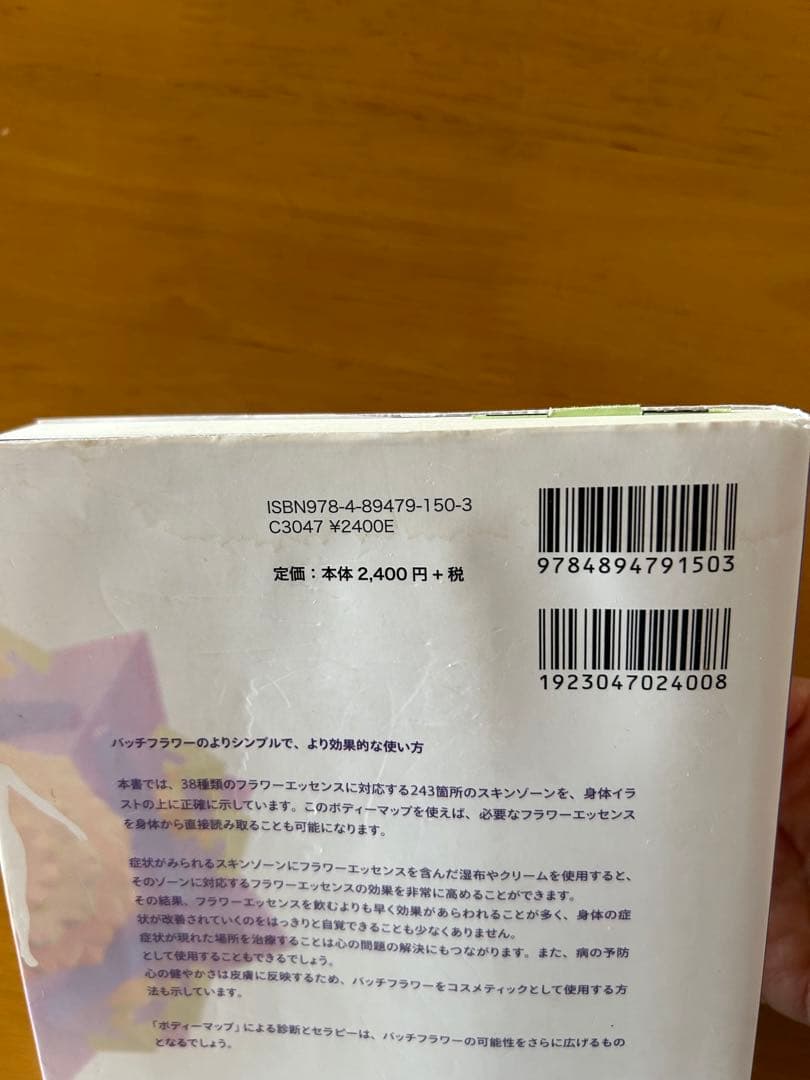 ISBN978-4-89479-150-3
C3047 ¥2400E
定価：本体2,400円+税
9784894791503
1923047024008
バッチフラワーのよりシンプルで、より効果的な使い方
本書では、38種類のフラワーエッセンスに対応する243箇所のスキンゾーンを、身体イラ
ストの上に正確に示しています。このボディーマップを使えば、必要なフラワーエッセンス
を身体から直接読み取ることも可能になります。
症状がみられるスキンゾーンにフラワーエッセンスを含んだ湿布やクリームを使用すると、
そのゾーンに対応するフラワーエッセンスの効果を非常に高めることができます。
その結果、フラワーエッセンスを飲むよりも早く効果があらわれることが多く、身体の症
状が改善されていくのをはっきりと自覚できることも少なくありません。
症状が現れた場所を治療することは心の問題の解決にもつながります。また、病の予防
として使用することもできるでしょう。
心の健やかさは皮膚に反映するため、バッチフラワーをコスメティックとして使用する方
法も示しています。
「ボディーマップ」による診断とセラピーは、バッチフラワーの可能性をさらに広げるもの
となるでしょう。